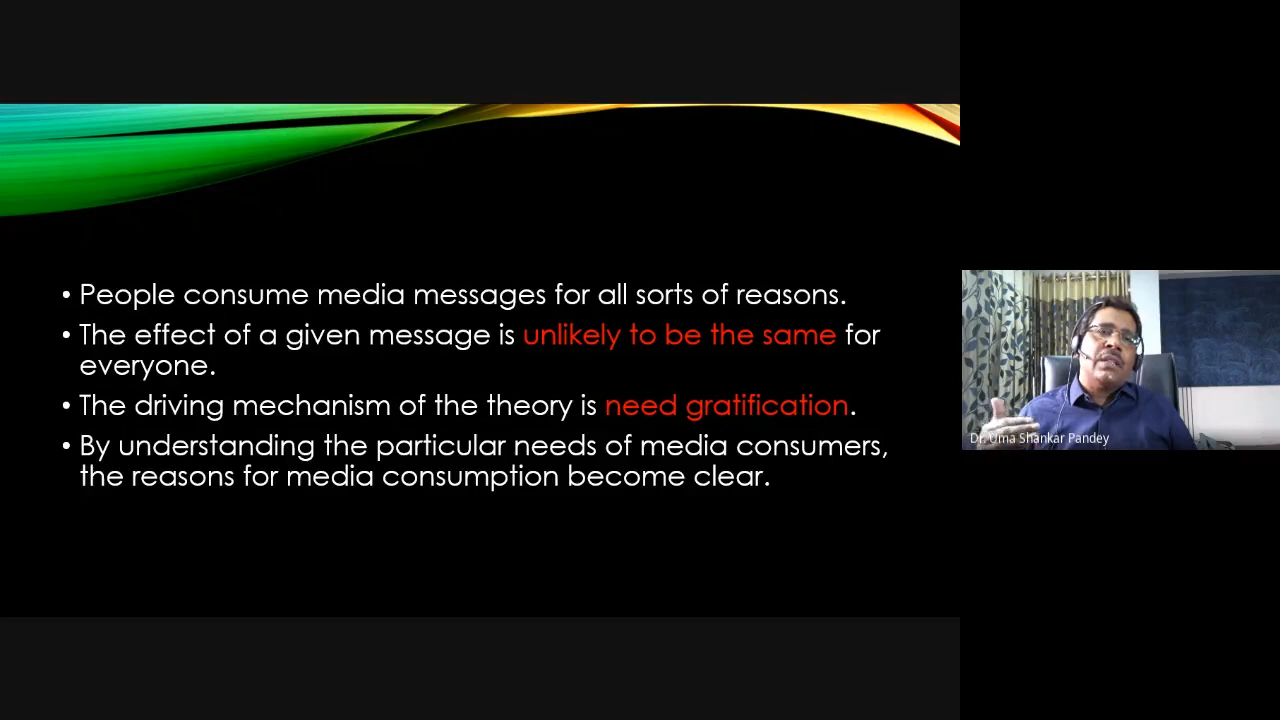 • People consume media messages for all sorts of reasons.
• The effect of a given message is unlikely to be the same for
everyone.
• The driving mechanism of the theory is need gratification.
• By understanding the particular needs of media consumers,
the reasons for media consumption become clear.
Dr. Uma Shankar Pandey